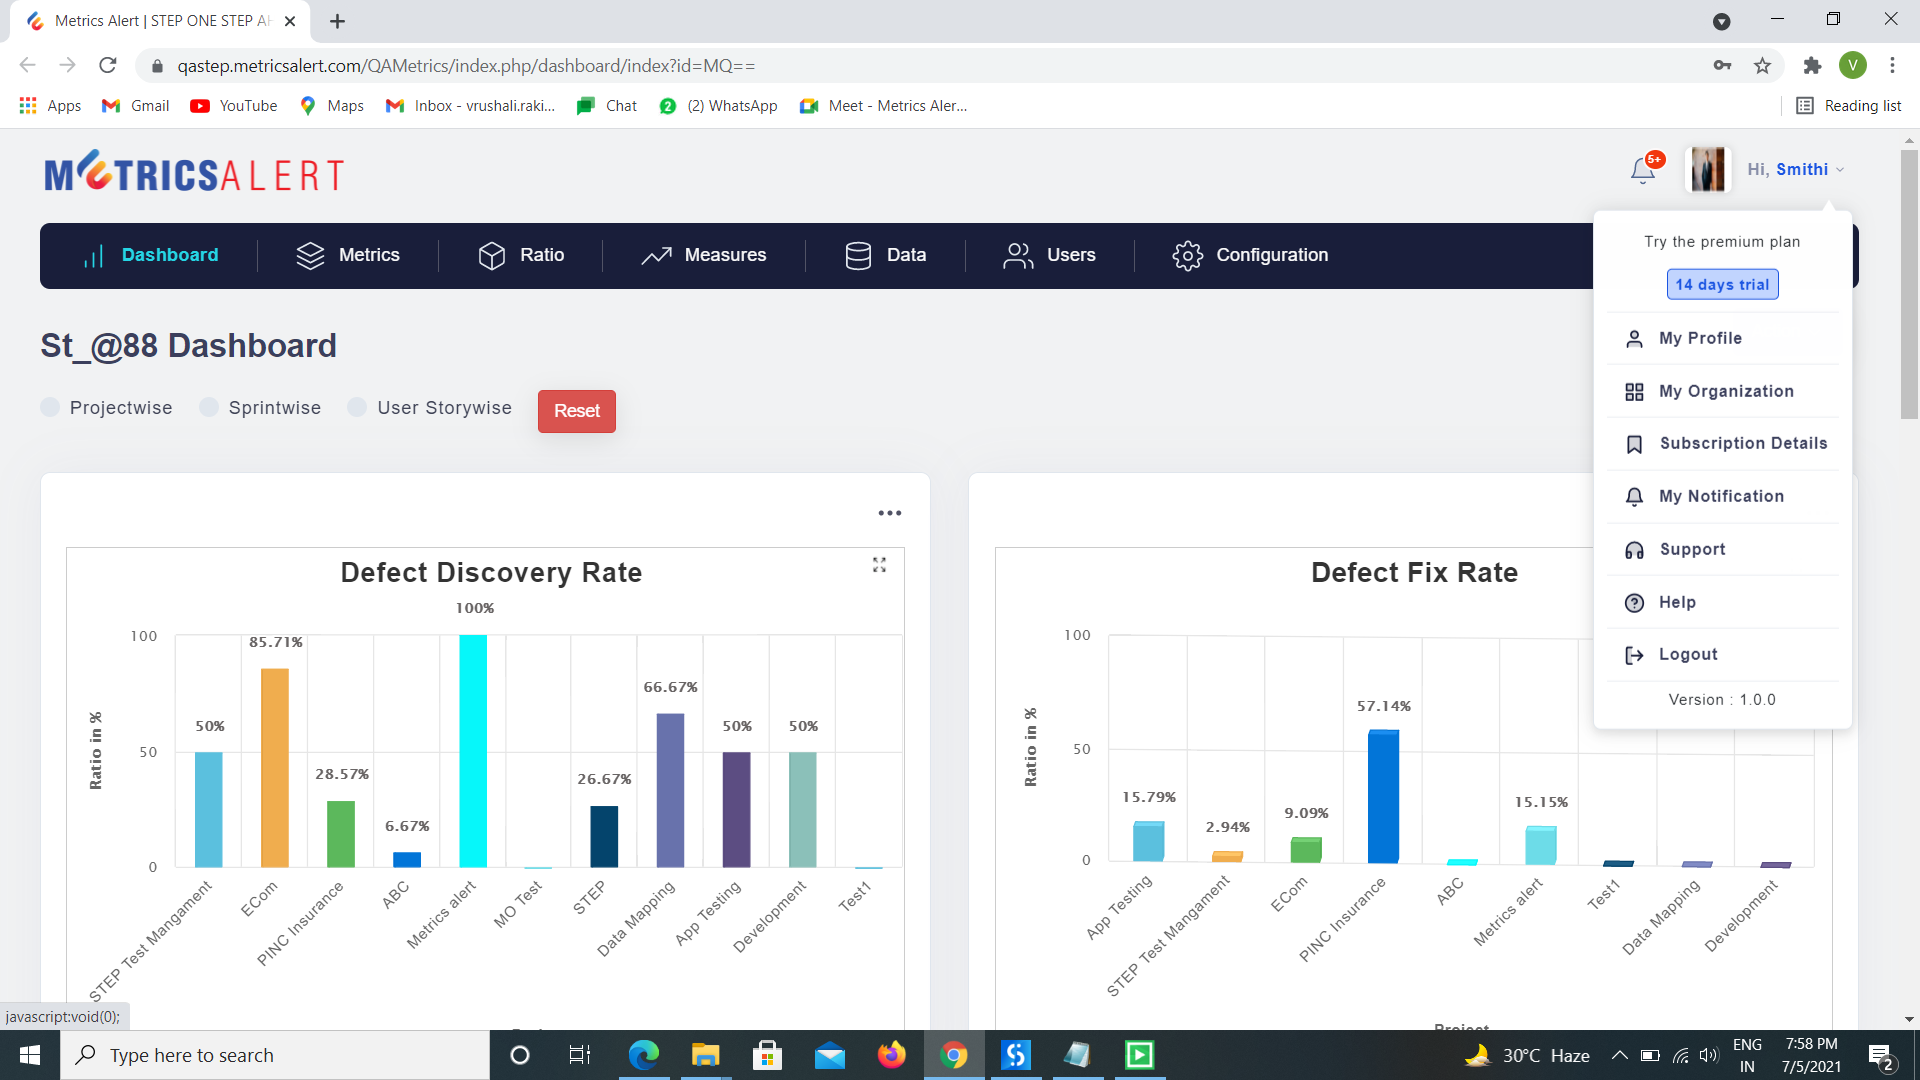 Metrics Alert | STEP ONE STEP AH
V
qastep.metricsalert.com/QAMetrics/index.php/dashboard/index?id=MQ==
Apps Gmail YouTube Maps Inbox - vrushali.raki... Chat 2 (2) WhatsApp Meet - Metrics Aler... Reading list
METRICSALERT
5+
Hi, Smithi
Dashboard Metrics Ratio Measures Data Users Configuration
Try the premium plan
14 days trial
My Profile
My Organization
Subscription Details
My Notification
Support
Help
Logout
Version : 1.0.0
St_@88 Dashboard
Projectwise Sprintwise User Storywise Reset
Defect Discovery Rate
Ratio in %
100
50
0
50%
85.71%
28.57%
6.67%
100%
26.67%
66.67%
50%
50%
STEP Test Mangament
ECom
PINC Insurance
ABC
Metrics alert
MO Test
STEP
Data Mapping
App Testing
Development
Test1
Defect Fix Rate
Ratio in %
100
50
0
15.79%
2.94%
9.09%
57.14%
15.15%
App Testing
STEP Test Mangament
ECom
PINC Insurance
ABC
Metrics alert
Test1
Data Mapping
Development
Project
javascript:void(0);
Type here to search
30°C Haze
ENG
IN
7:58 PM
7/5/2021
2